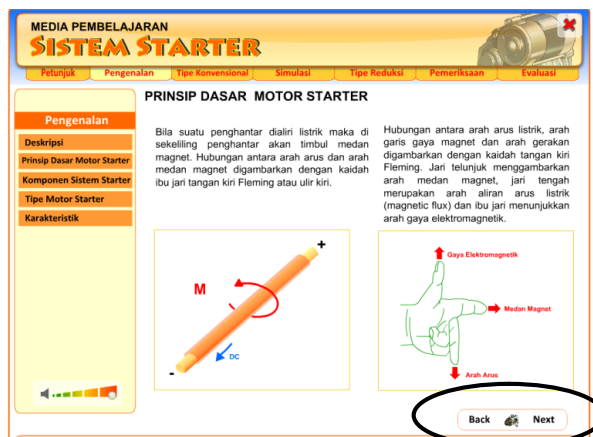 MEDIA PEMBELAJARAN
SISTEM STARTER
Petunjuk
Pengenalan
Tipe Konvensional
Simulasi
Tipe Reduksi
Pemeriksaan
Evaluasi
Pengenalan
Deskripsi
Prinsip Dasar Motor Starter
Komponen Sistem Starter
Tipe Motor Starter
Karakteristik
PRINSIP DASAR MOTOR STARTER
Bila suatu penghantar dialiri listrik maka di
sekeliling penghantar akan timbul medan
magnet. Hubungan antara arah arus dan arah
medan magnet digambarkan dengan kaidah
ibu jari tangan kiri Fleming atau ulir kiri.
Hubungan antara arah arus listrik, arah
garis gaya magnet dan arah gerakan
digambarkan dengan kaidah tangan kiri
Fleming. Jari telunjuk menggambarkan
arah medan magnet, jari tengah
merupakan arah aliran arus listrik
(magnetic flux) dan ibu jari menunjukkan
arah gaya elektromagnetik.
+
M
DC
-
Gaya Elektromagnetik
Medan Magnet
Arah Arus
Back
Next